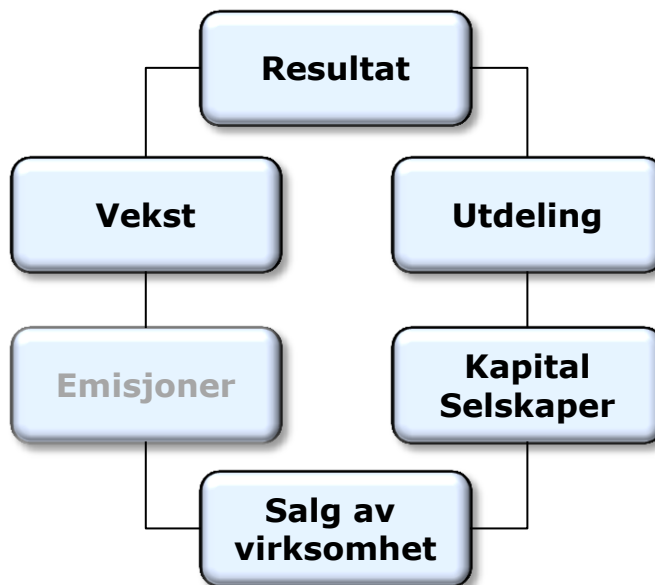 Resultat
Vekst
Utdeling
Emisjoner
Kapital
Selskaper
Salg av
virksomhet